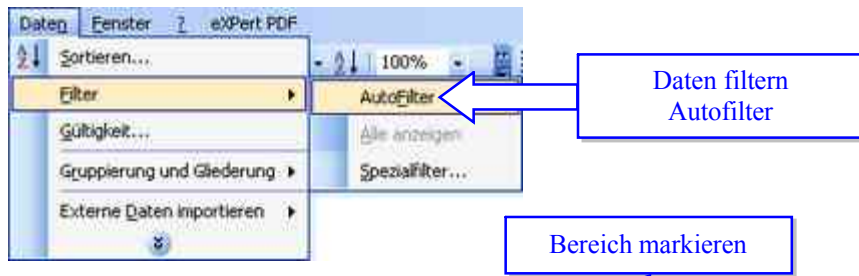 Daten Fenster ? eXPert PDF
Sortieren...
100%
Filter
AutoFilter
Daten filtern
Autofilter
Gültigkeit...
Alle anzeigen
Gruppierung und Gliederung
Spezialfilter...
Externe Daten importieren
Bereich markieren